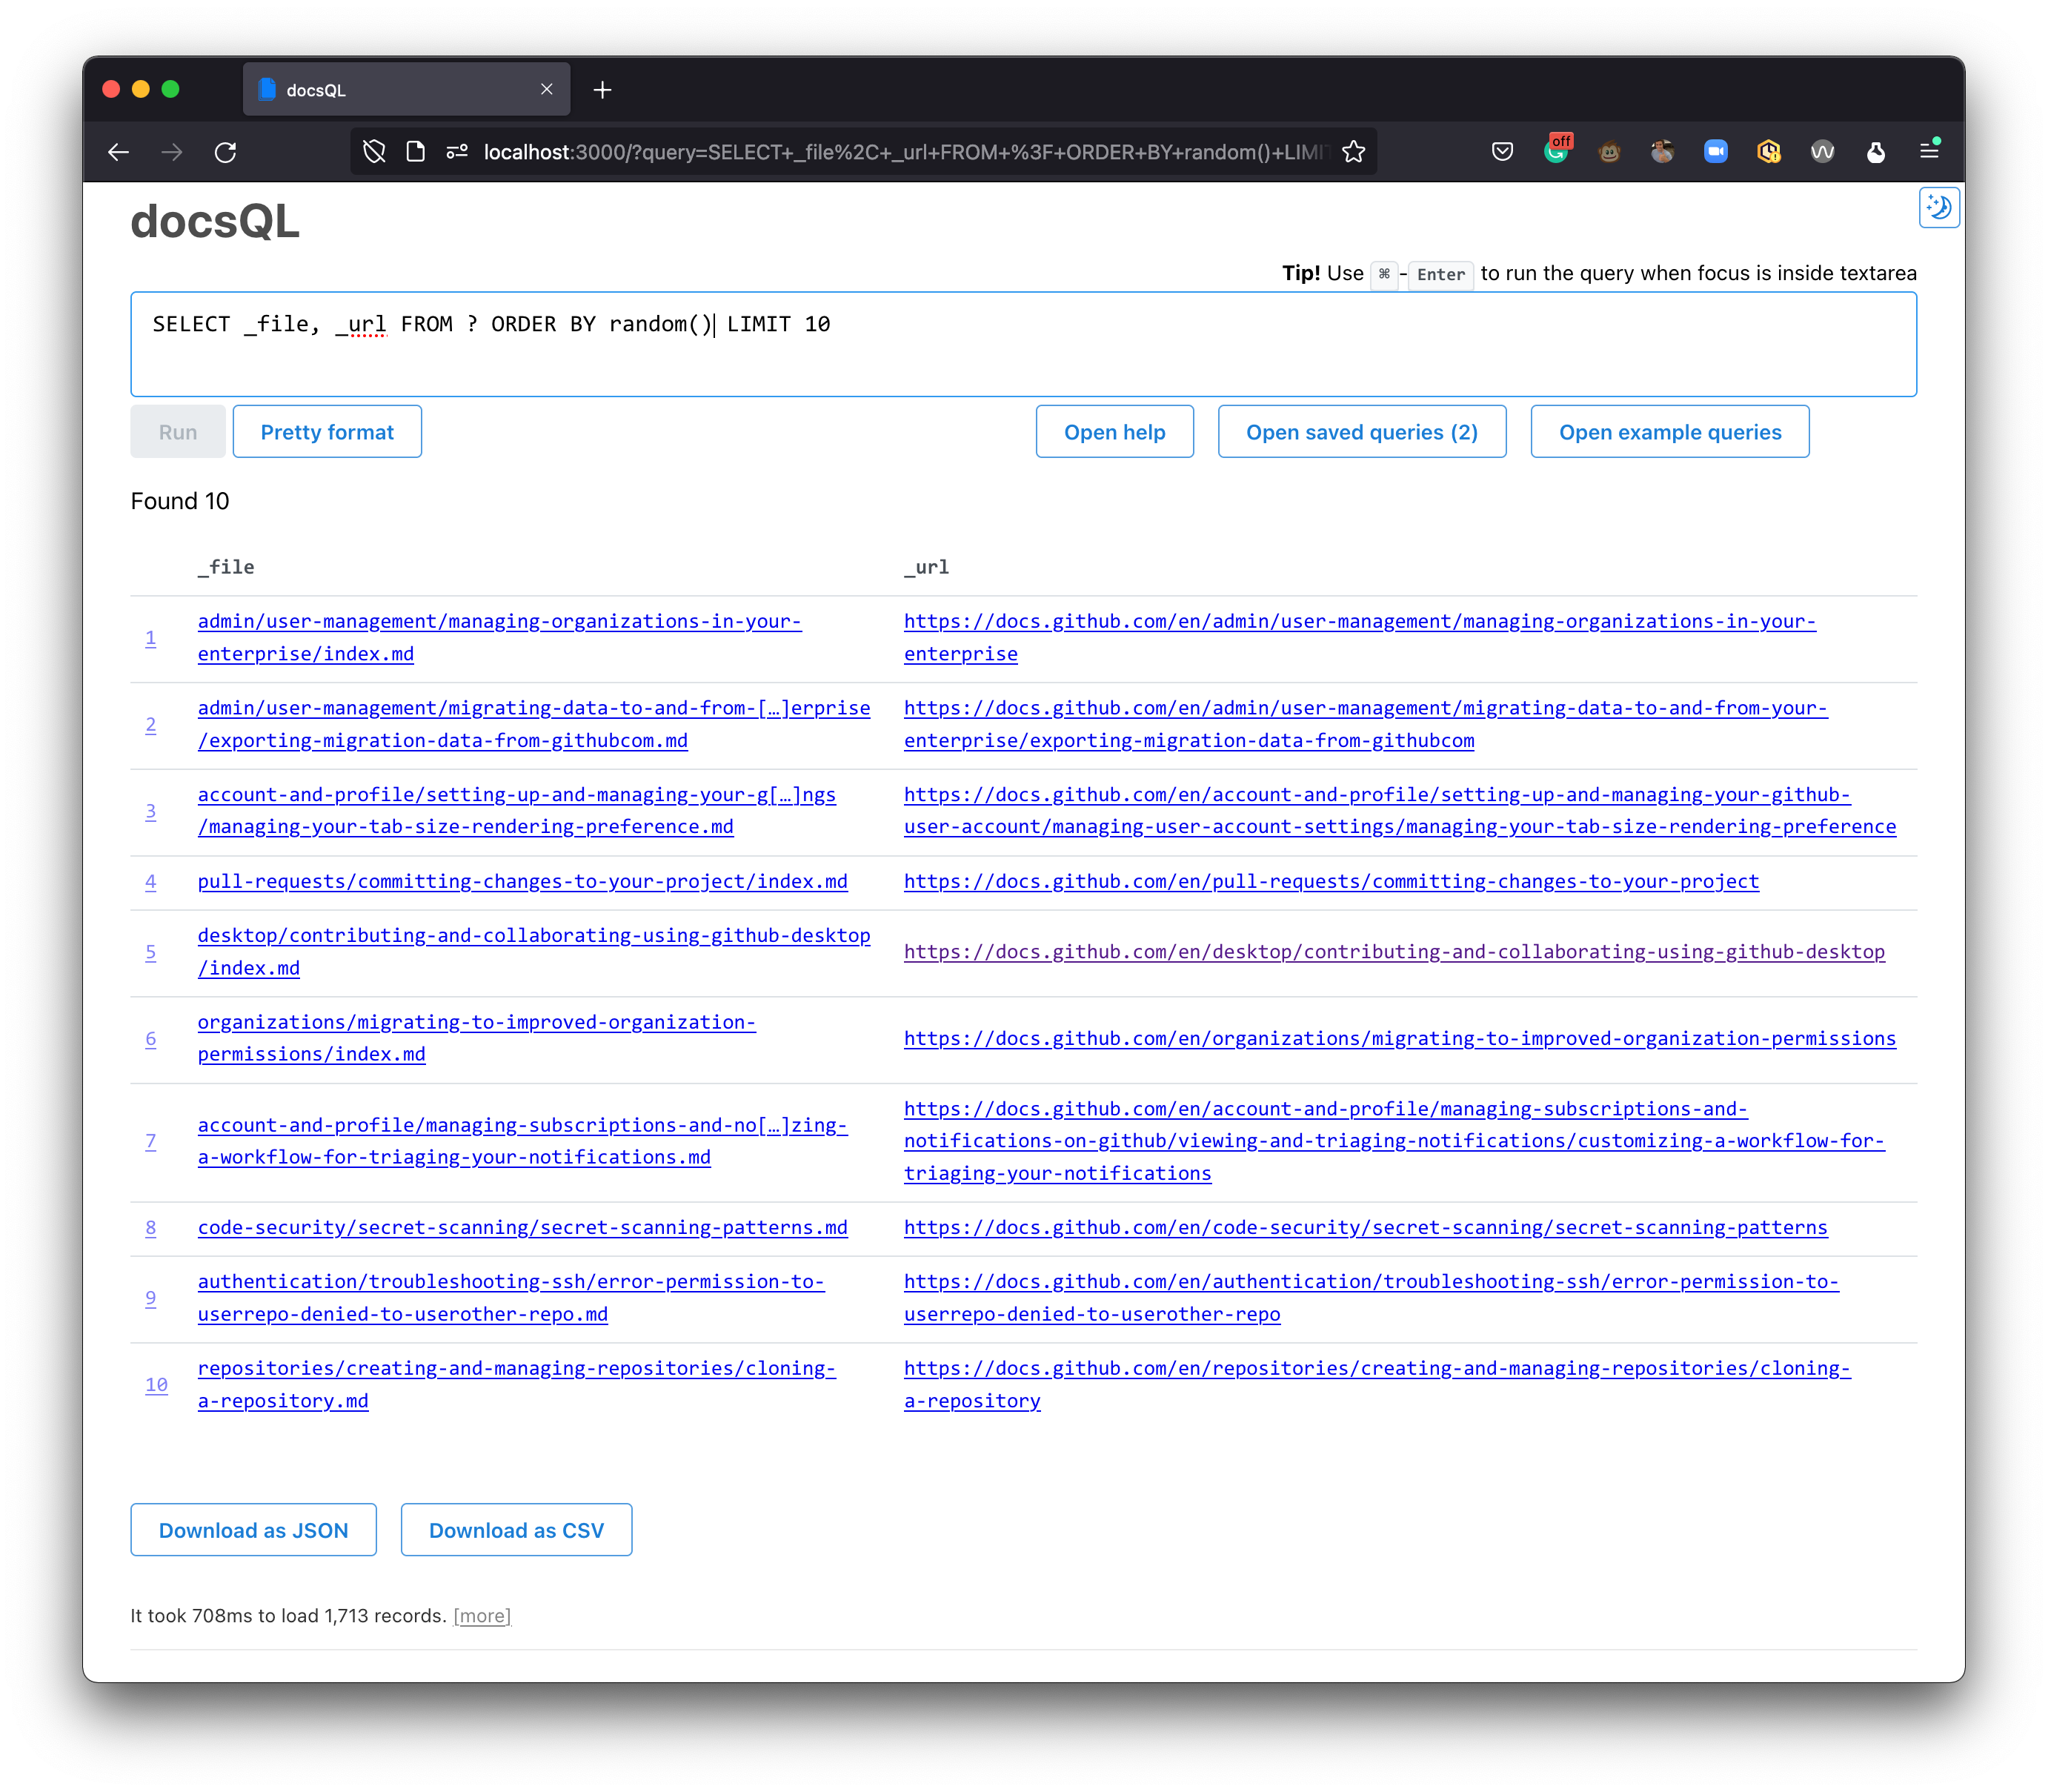 docsQL
localhost:3000/?query=SELECT+_file%2C+_url+FROM+%3F+ORDER+BY+random()+LIMI
off
docsQL
Tip! Use ⌘-Enter to run the query when focus is inside textarea
SELECT _file, _url FROM ? ORDER BY random() LIMIT 10
Run Pretty format Open help Open saved queries (2) Open example queries
Found 10
_file _url
1 admin/user-management/managing-organizations-in-your- https://docs.github.com/en/admin/user-management/managing-organizations-in-your-
enterprise/index.md enterprise
2 admin/user-management/migrating-data-to-and-from-[…]erprise https://docs.github.com/en/admin/user-management/migrating-data-to-and-from-your-
/exporting-migration-data-from-githubcom.md enterprise/exporting-migration-data-from-githubcom
3 account-and-profile/setting-up-and-managing-your-g[…]ngs https://docs.github.com/en/account-and-profile/setting-up-and-managing-your-github-
/managing-your-tab-size-rendering-preference.md user-account/managing-user-account-settings/managing-your-tab-size-rendering-preference
4 pull-requests/committing-changes-to-your-project/index.md https://docs.github.com/en/pull-requests/committing-changes-to-your-project
5 desktop/contributing-and-collaborating-using-github-desktop https://docs.github.com/en/desktop/contributing-and-collaborating-using-github-desktop
/index.md
6 organizations/migrating-to-improved-organization- https://docs.github.com/en/organizations/migrating-to-improved-organization-permissions
permissions/index.md
7 account-and-profile/managing-subscriptions-and-no[…]zing- https://docs.github.com/en/account-and-profile/managing-subscriptions-and-
a-workflow-for-triaging-your-notifications.md notifications-on-github/viewing-and-triaging-notifications/customizing-a-workflow-for-
triaging-your-notifications
8 code-security/secret-scanning/secret-scanning-patterns.md https://docs.github.com/en/code-security/secret-scanning/secret-scanning-patterns
9 authentication/troubleshooting-ssh/error-permission-to- https://docs.github.com/en/authentication/troubleshooting-ssh/error-permission-to-
userrepo-denied-to-userother-repo.md userrepo-denied-to-userother-repo
10 repositories/creating-and-managing-repositories/cloning- https://docs.github.com/en/repositories/creating-and-managing-repositories/cloning-
a-repository.md a-repository
Download as JSON Download as CSV
It took 708ms to load 1,713 records. [more]